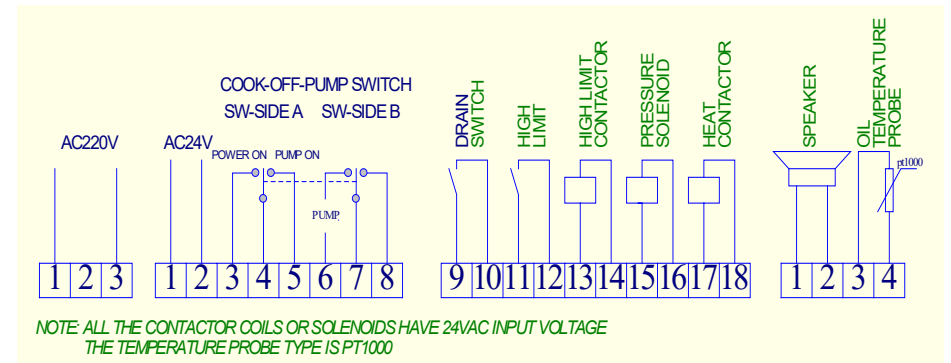 COOK-OFF-PUMP SWITCH
SW-SIDE A SW-SIDE B
AC220V
AC24V
POWER ON PUMP ON
PUMP
DRAIN
SWITCH
HIGH
LIMIT
HIGH LIMIT
CONTACTOR
PRESSURE
SOLENOID
HEAT
CONTACTOR
SPEAKER
OIL
TEMPERATURE
PROBE
pt1000
1 2 3 1 2 3 4 5 6 7 8 9 10 11 12 13 14 15 16 17 18 1 2 3 4
NOTE: ALL THE CONTACTOR COILS OR SOLENOIDS HAVE 24VAC INPUT VOLTAGE
THE TEMPERATURE PROBE TYPE IS PT1000